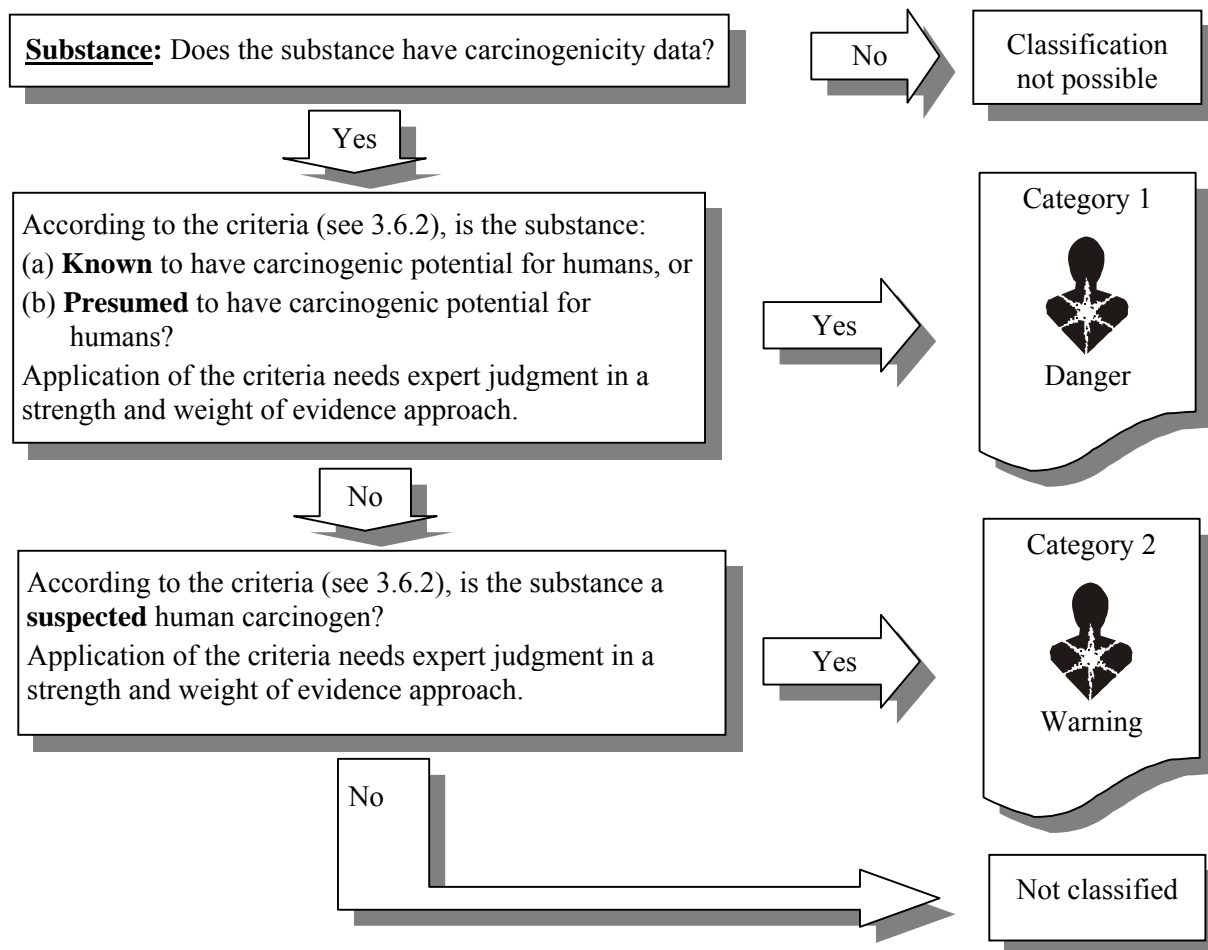 Substance: Does the substance have carcinogenicity data?
No
Classification
not possible
Yes
According to the criteria (see 3.6.2), is the substance:
(a) Known to have carcinogenic potential for humans, or
(b) Presumed to have carcinogenic potential for
humans?
Application of the criteria needs expert judgment in a
strength and weight of evidence approach.
Yes
Category 1
Danger
No
According to the criteria (see 3.6.2), is the substance a
suspected human carcinogen?
Application of the criteria needs expert judgment in a
strength and weight of evidence approach.
Yes
Category 2
Warning
No
Not classified